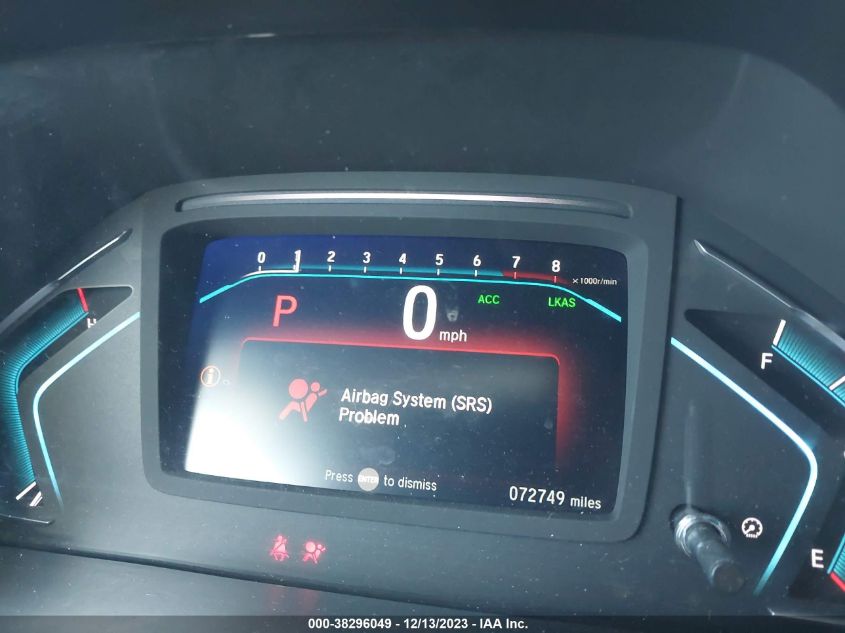 0 1 2 3 4 5 6 7 8
×1000r/min
ACC LKAS
P 0 mph
H
F
Airbag System (SRS)
Problem
Press ENTER to dismiss
072749 miles
E
000-38296049 - 12/13/2023 - IAA Inc.